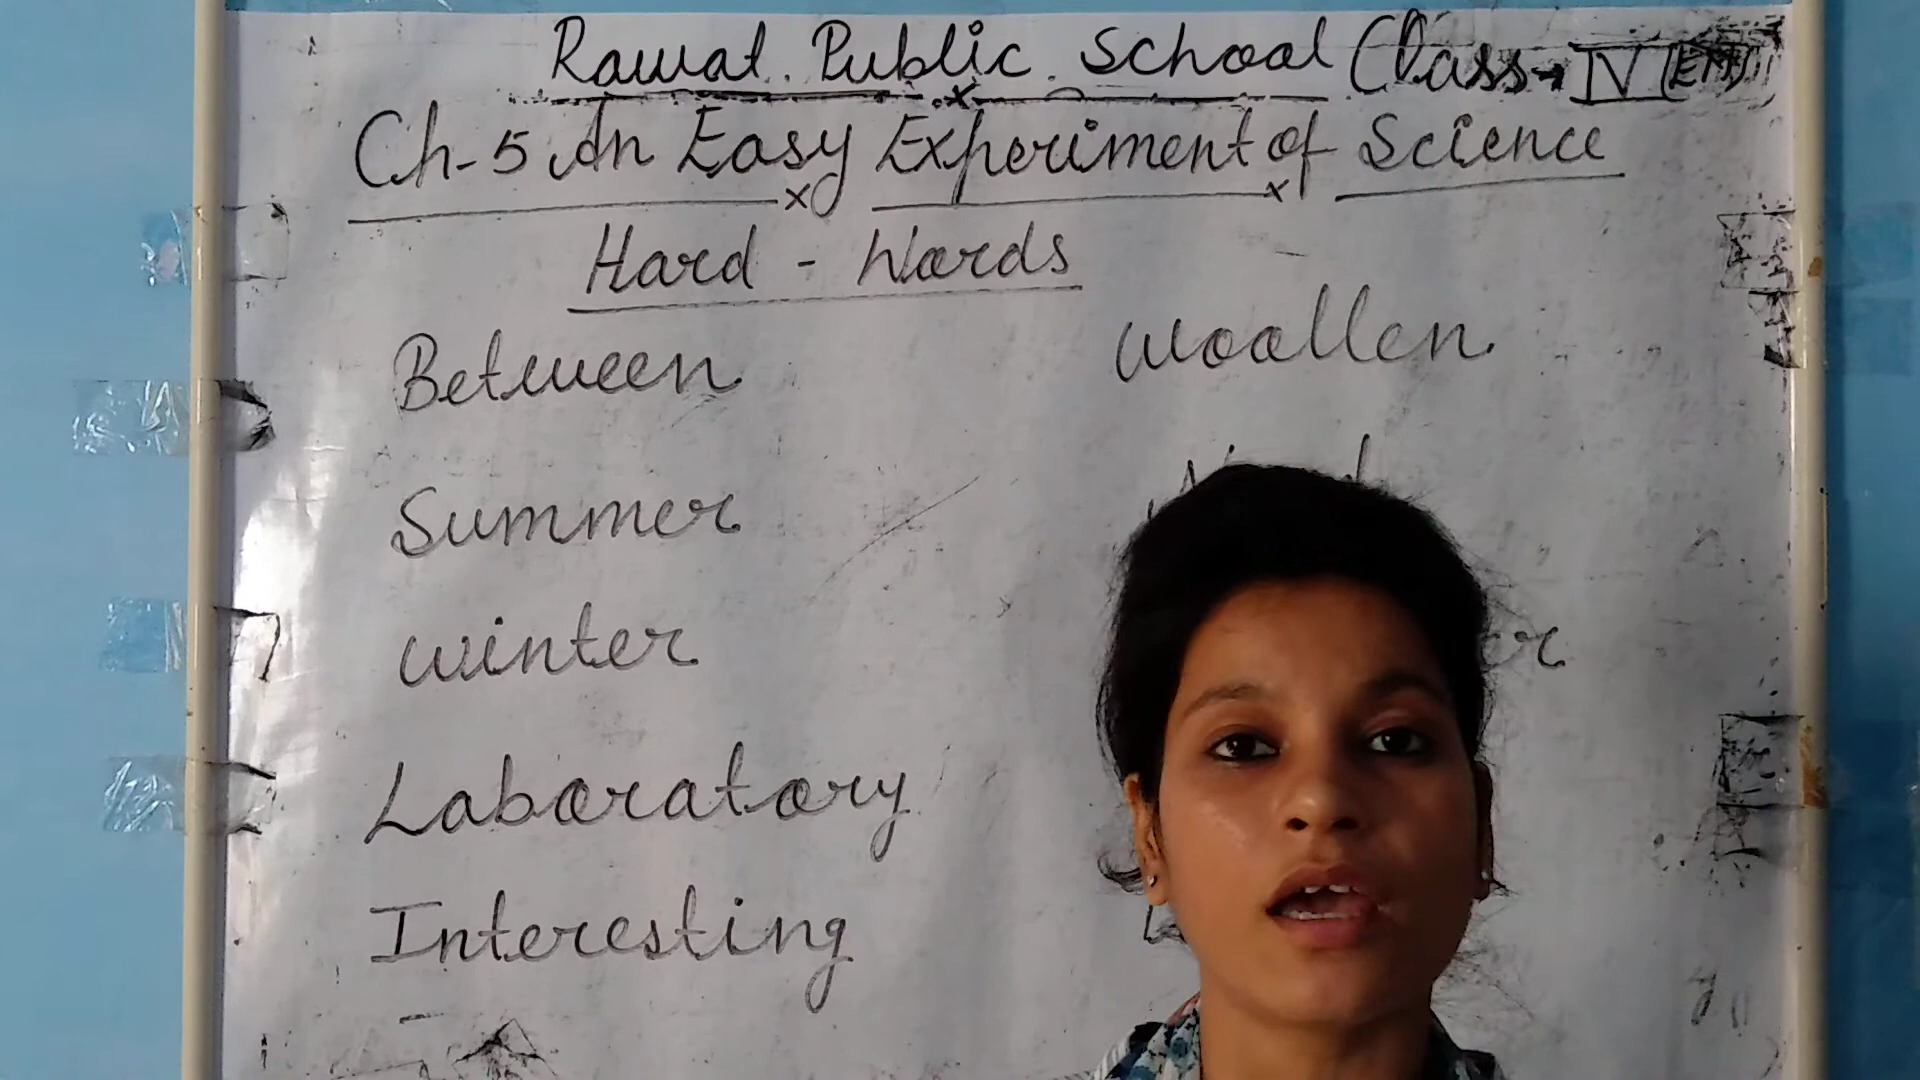 Rawat Public School Class-IV (EM)
Ch-5 An Easy Experiment of Science
Hard - Words
Between
Woollen
Summer
Winter
Laboratory
Interesting